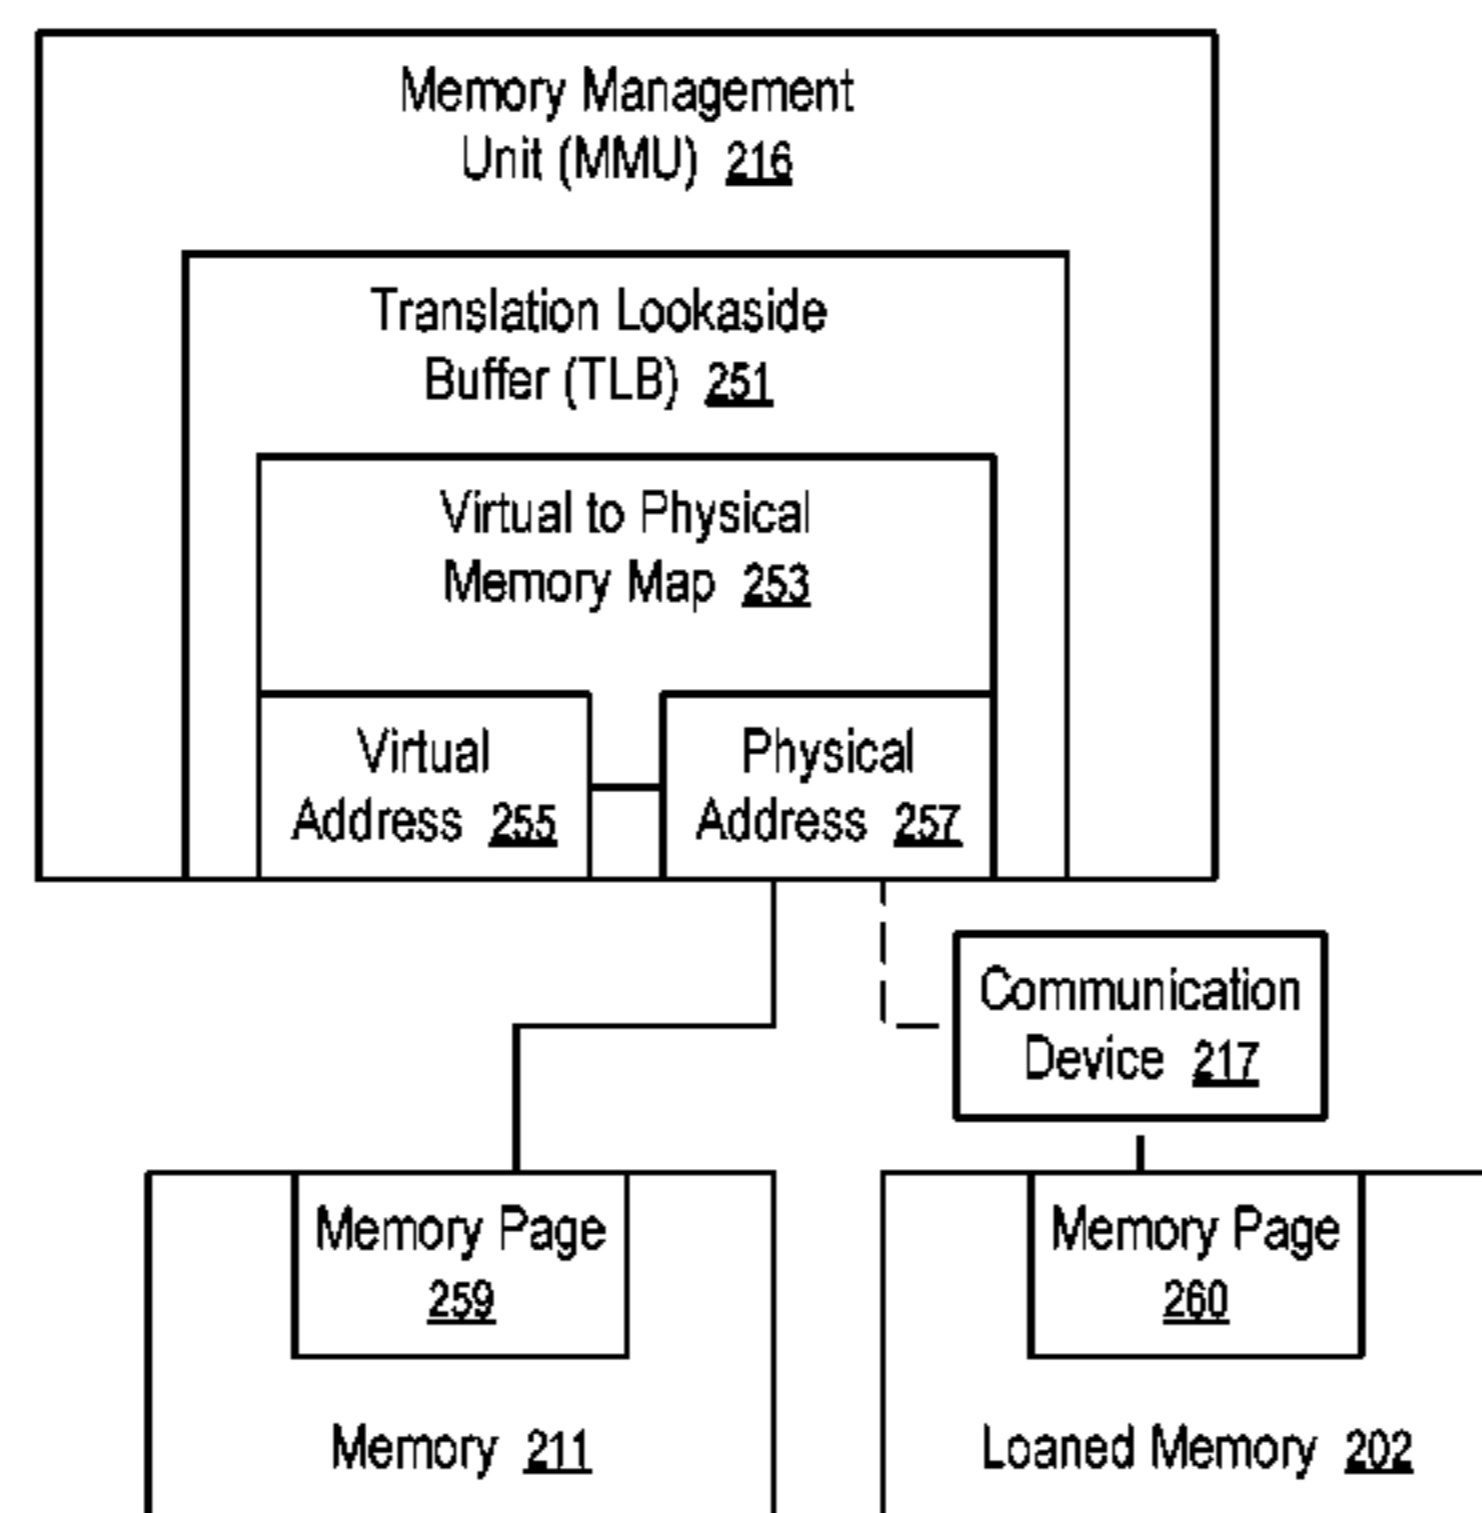 Memory Management
Unit (MMU) 216
Translation Lookaside
Buffer (TLB) 251
Virtual to Physical
Memory Map 253
Virtual
Address 255
Physical
Address 257
Communication
Device 217
Memory Page
259
Memory Page
260
Memory 211
Loaned Memory 202